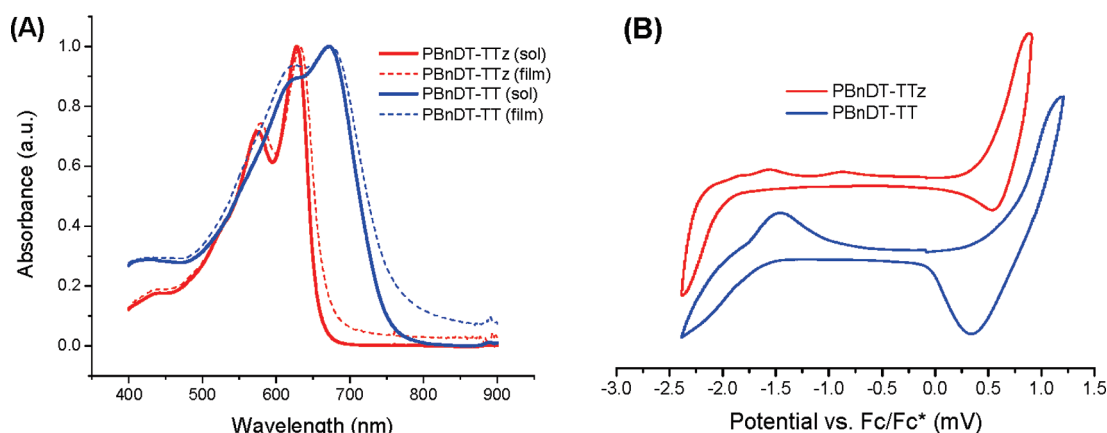 (A)
PBnDT-TTz (sol)
PBnDT-TTz (film)
PBnDT-TT (sol)
PBnDT-TT (film)
Absorbance (a.u.)
1.0
0.8
0.6
0.4
0.2
0.0
400 500 600 700 800 900
Wavelength (nm)
(B)
PBnDT-TTz
PBnDT-TT
-3.0 -2.5 -2.0 -1.5 -1.0 -0.5 0.0 0.5 1.0 1.5
Potential vs. Fc/Fc* (mV)